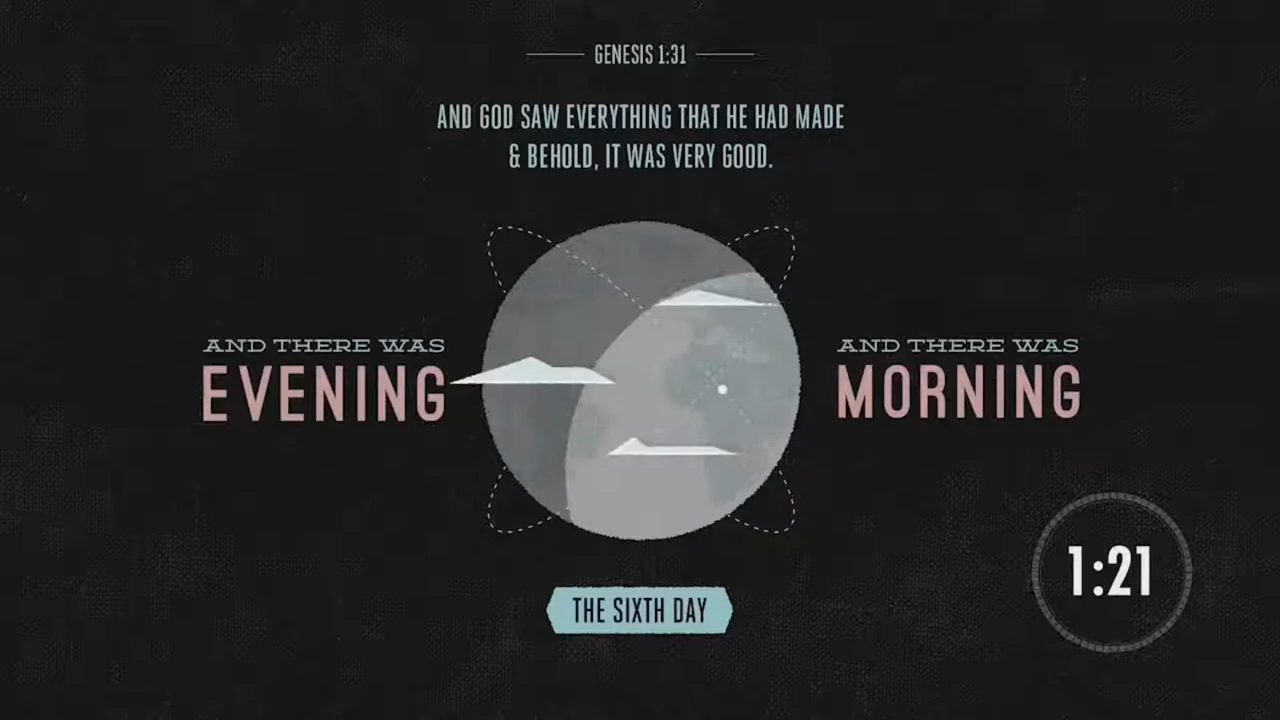 GENESIS 1:31
AND GOD SAW EVERYTHING THAT HE HAD MADE
& BEHOLD, IT WAS VERY GOOD.
AND THERE WAS
EVENING
AND THERE WAS
MORNING
THE SIXTH DAY
1:21